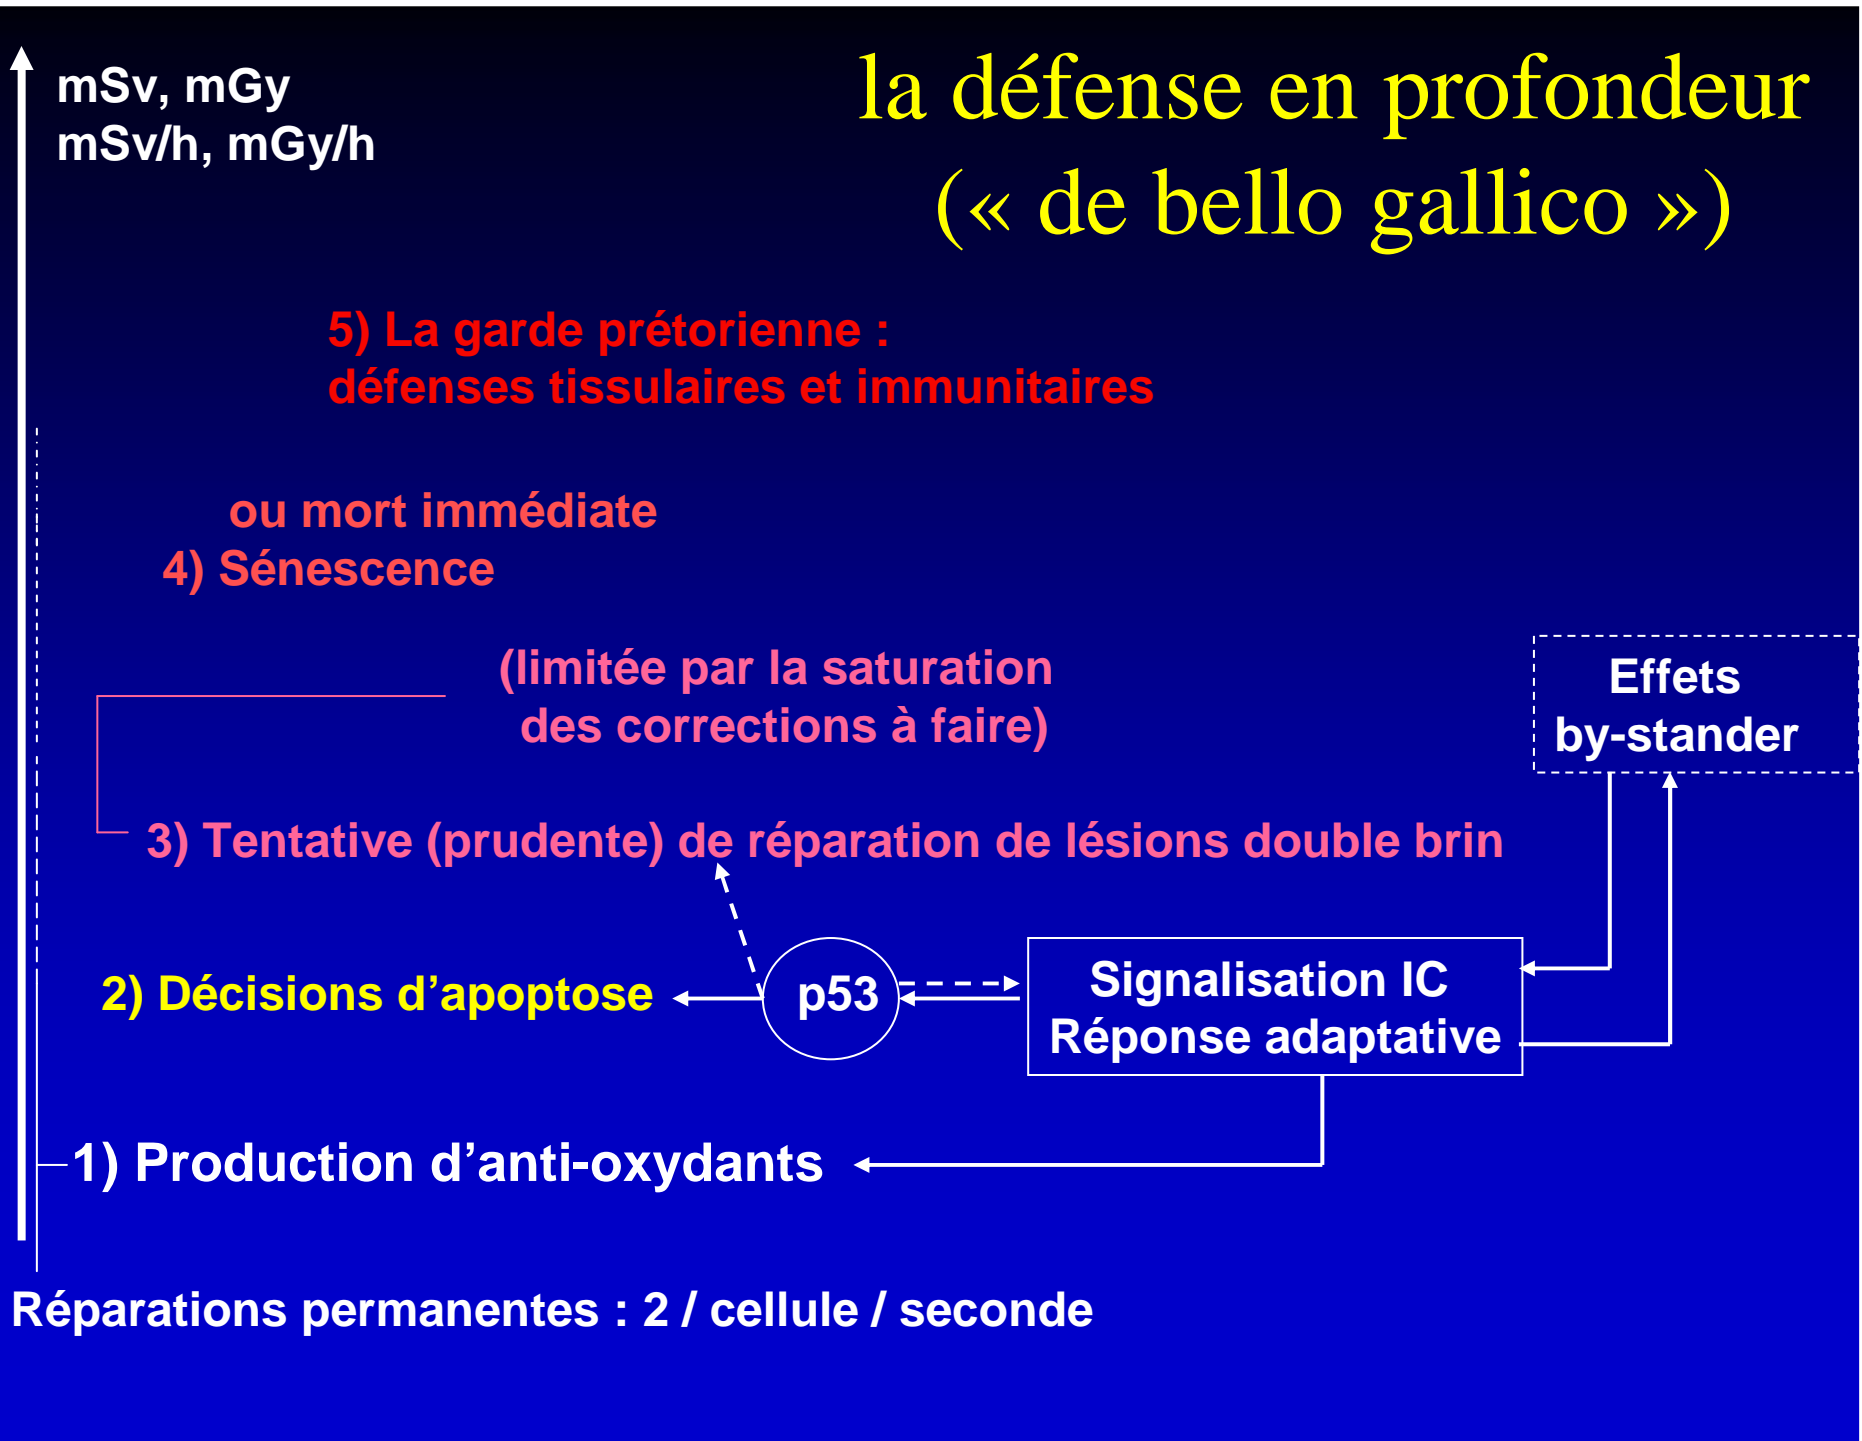 mSv, mGy
mSv/h, mGy/h
la défense en profondeur
(« de bello gallico »)
5) La garde prétorienne :
défenses tissulaires et immunitaires
ou mort immédiate
4) Sénescence
(limitée par la saturation
des corrections à faire)
Effets
by-stander
3) Tentative (prudente) de réparation de lésions double brin
2) Décisions d’apoptose
p53
Signalisation IC
Réponse adaptative
1) Production d’anti-oxydants
Réparations permanentes : 2 / cellule / seconde